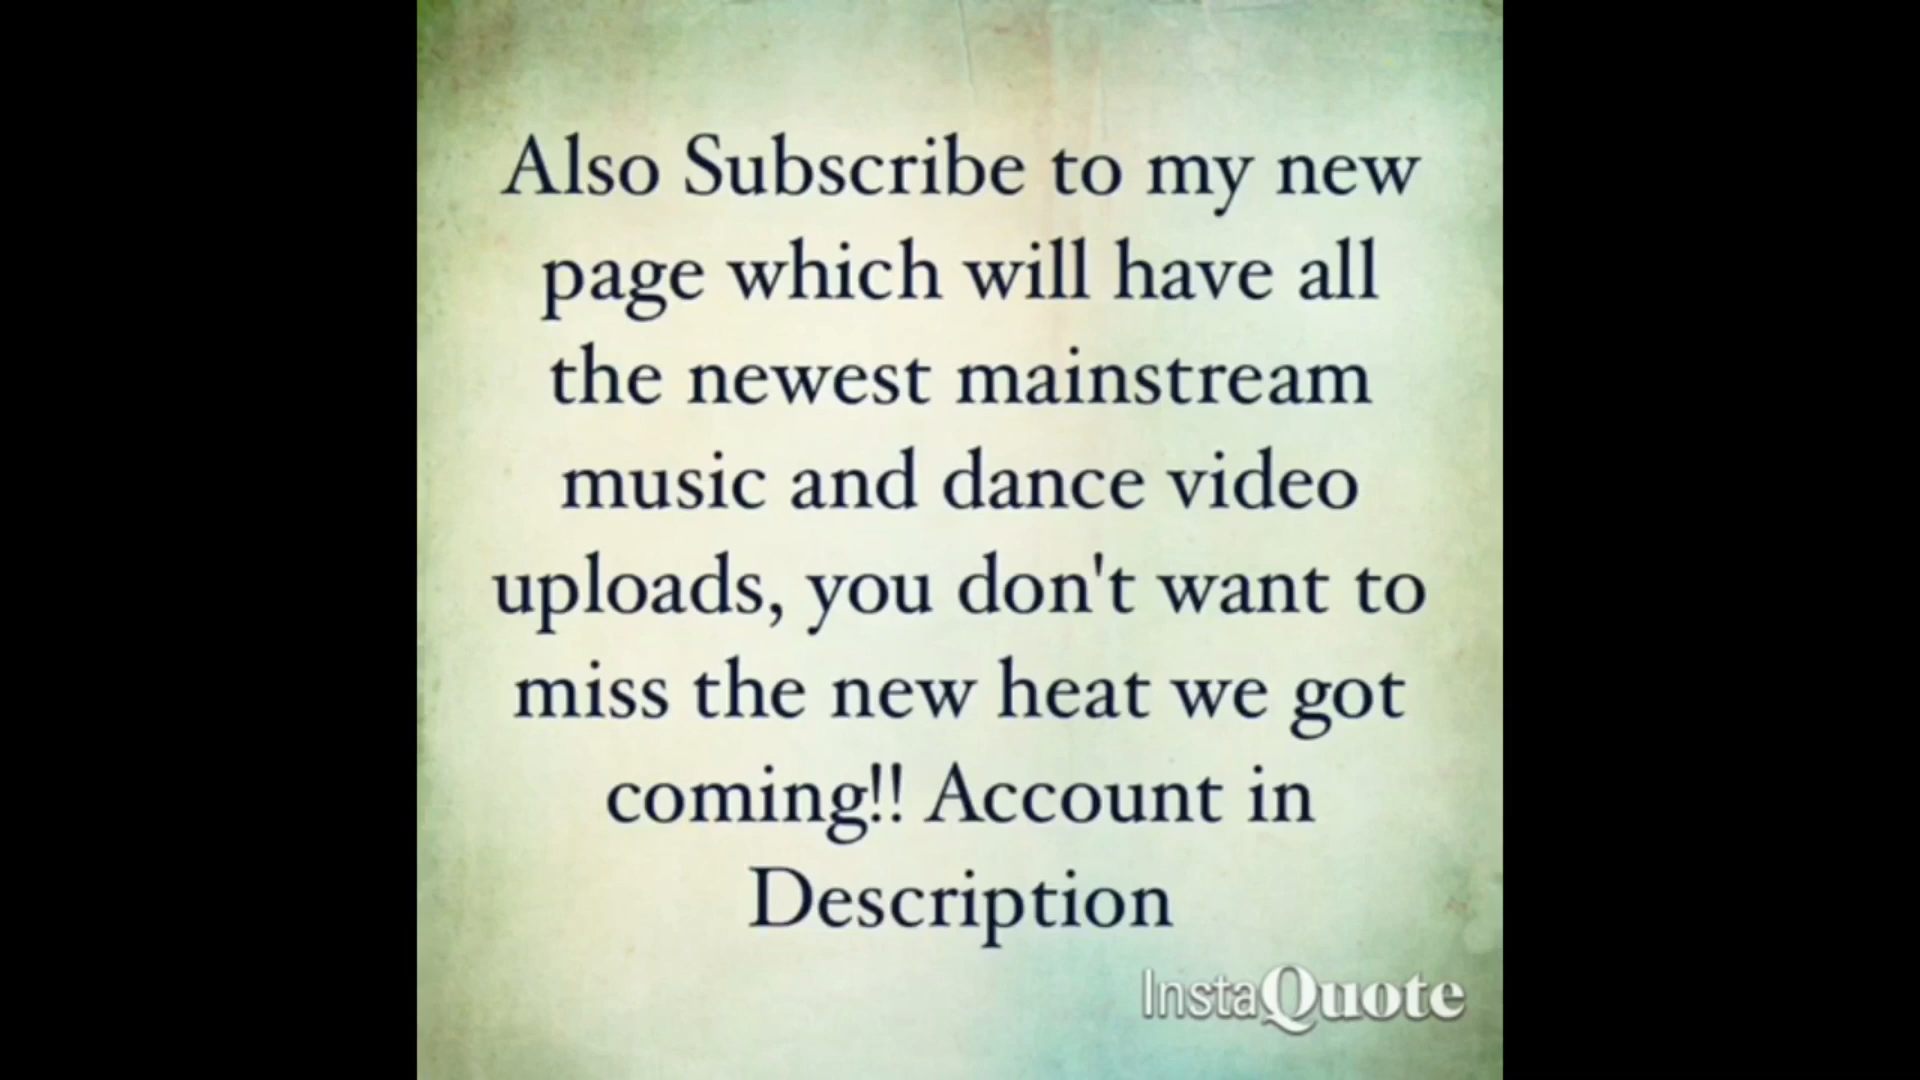 Also Subscribe to my new
page which will have all
the newest mainstream
music and dance video
uploads, you don't want to
miss the new heat we got
coming!! Account in
Description
InstaQuote